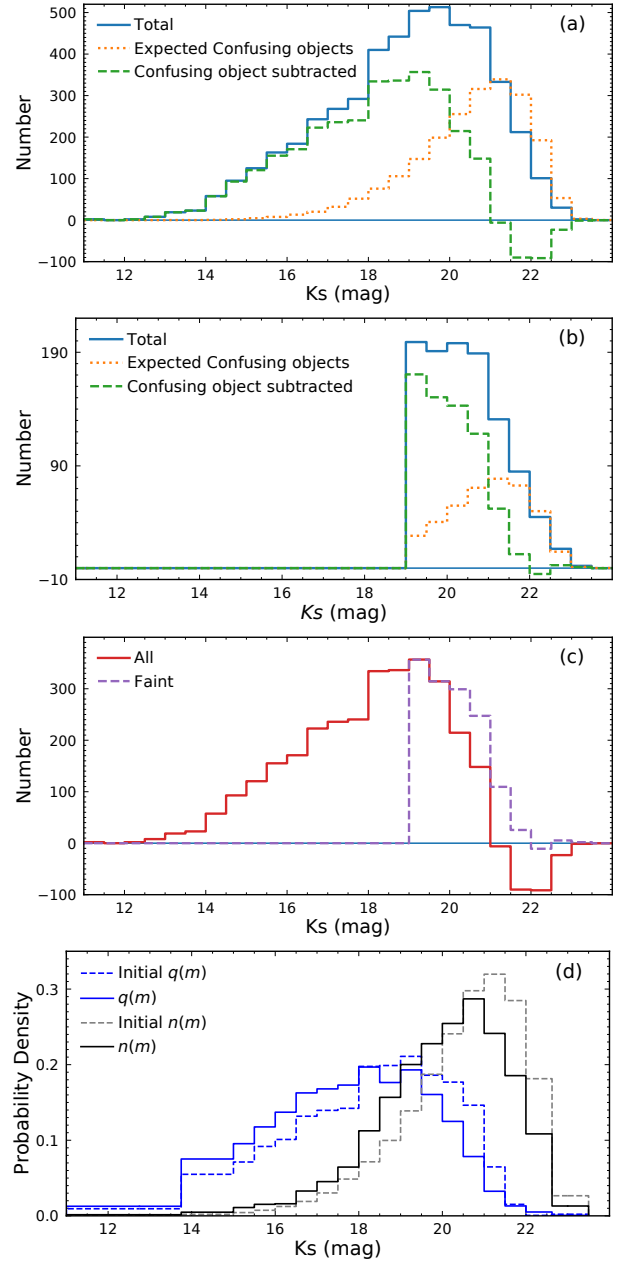 (a)
Total
Expected Confusing objects
Confusing object subtracted
Number
500
400
300
200
100
0
−100
12 14 16 18 20 22
Ks (mag)
(b)
Total
Expected Confusing objects
Confusing object subtracted
Number
190
90
−10
12 14 16 18 20 22
Ks (mag)
(c)
All
Faint
Number
300
200
100
0
−100
12 14 16 18 20 22
Ks (mag)
(d)
Initial q(m)
q(m)
Initial n(m)
n(m)
Probability Density
0.3
0.2
0.1
0.0
12 14 16 18 20 22
Ks (mag)